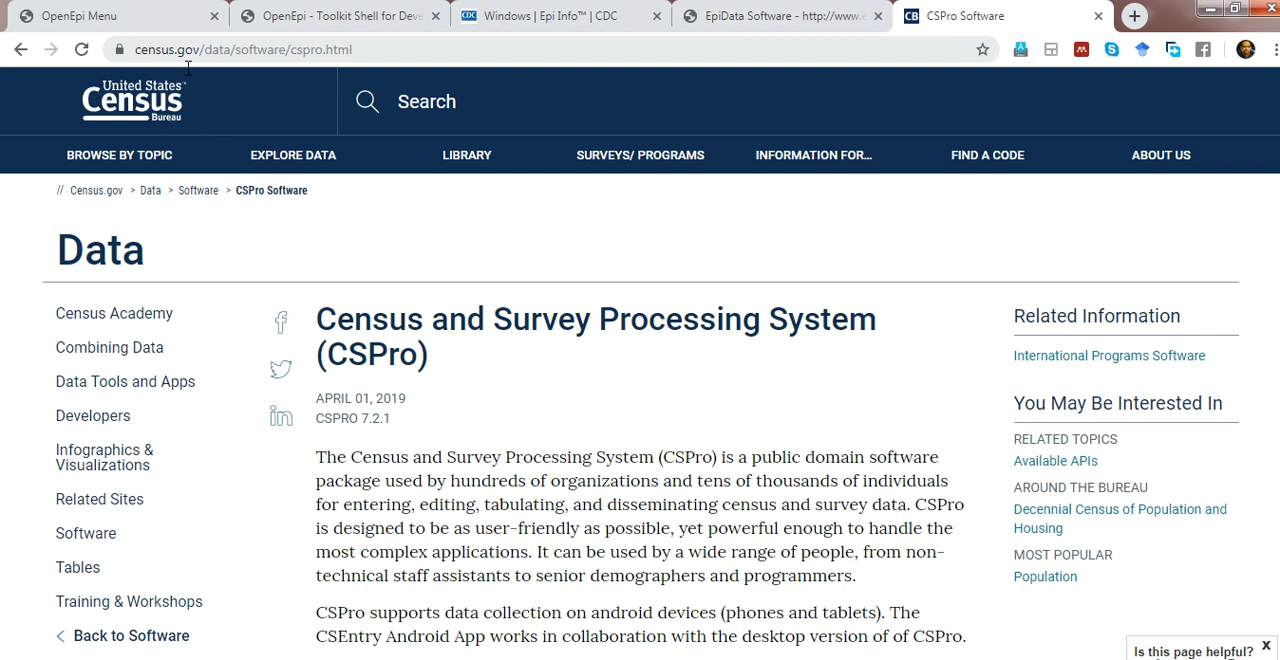 OpenEpi Menu
OpenEpi - Toolkit Shell for Deve
CDC Windows | Epi Info™ | CDC
EpiData Software - http://www.e
CB CSPro Software
census.gov/data/software/cspro.html
United States™
Census
Bureau
Search
BROWSE BY TOPIC
EXPLORE DATA
LIBRARY
SURVEYS/ PROGRAMS
INFORMATION FOR...
FIND A CODE
ABOUT US
// Census.gov > Data > Software > CSPro Software
Data
Census Academy
Combining Data
Data Tools and Apps
Developers
Infographics &
Visualizations
Related Sites
Software
Tables
Training & Workshops
< Back to Software
Census and Survey Processing System
(CSPro)
APRIL 01, 2019
CSPRO 7.2.1
The Census and Survey Processing System (CSPro) is a public domain software
package used by hundreds of organizations and tens of thousands of individuals
for entering, editing, tabulating, and disseminating census and survey data. CSPro
is designed to be as user-friendly as possible, yet powerful enough to handle the
most complex applications. It can be used by a wide range of people, from non-
technical staff assistants to senior demographers and programmers.
CSPro supports data collection on android devices (phones and tablets). The
CSEntry Android App works in collaboration with the desktop version of of CSPro.
Related Information
International Programs Software
You May Be Interested In
RELATED TOPICS
Available APIs
AROUND THE BUREAU
Decennial Census of Population and
Housing
MOST POPULAR
Population
Is this page helpful? X